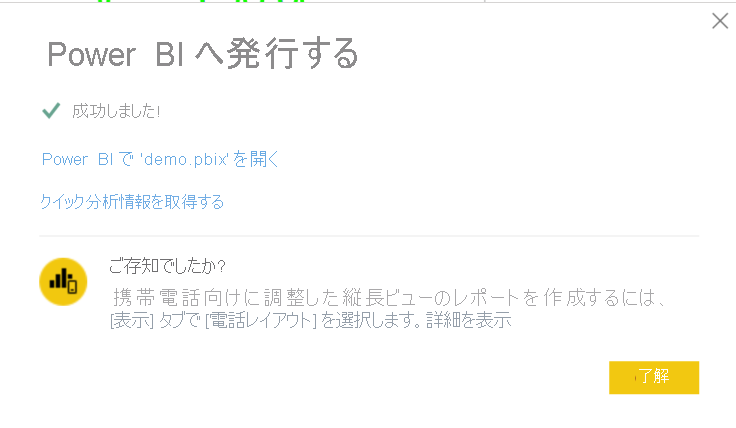 Power BI へ発行する
成功しました!
Power BI で 'demo.pbix' を開く
クイック分析情報を取得する
ご存知でしたか?
携帯電話向けに調整した縦長ビューのレポートを作成するには、
[表示] タブで [電話レイアウト] を選択します。詳細を表示
了解